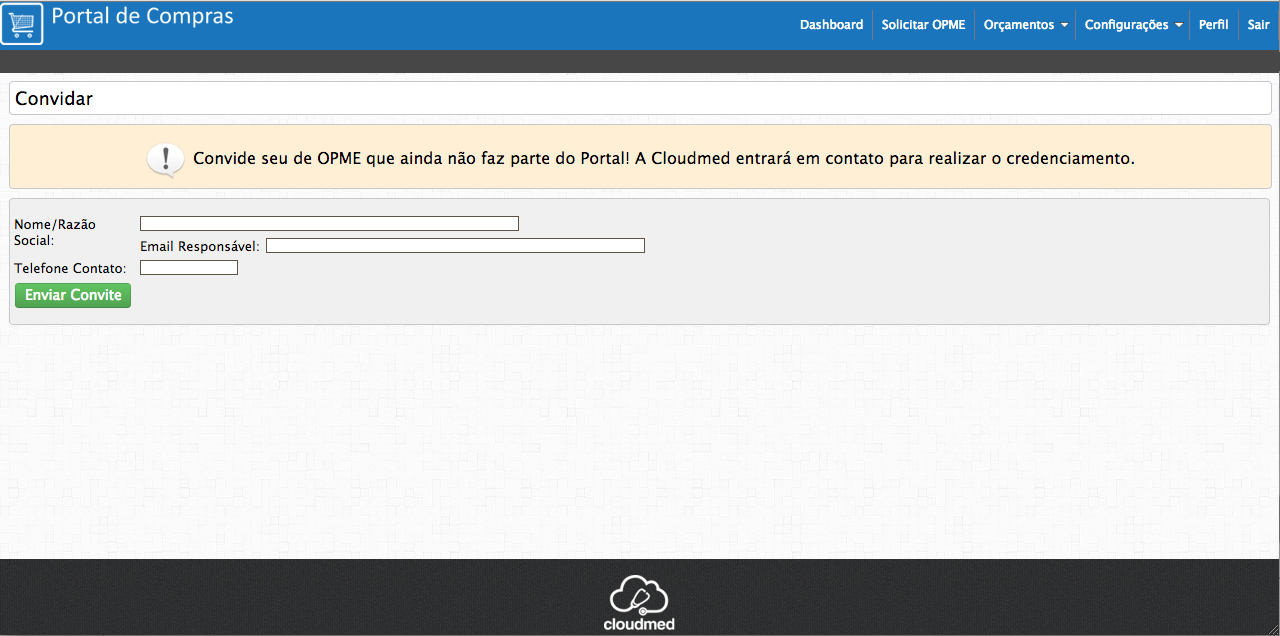 Portal de Compras
Dashboard Solicitar OPME Orçamentos Configurações Perfil Sair
Convidar
! Convide seu de OPME que ainda não faz parte do Portal! A Cloudmed entrará em contato para realizar o credenciamento.
Nome/Razão
Social:
Email Responsável:
Telefone Contato:
Enviar Convite
cloudmed